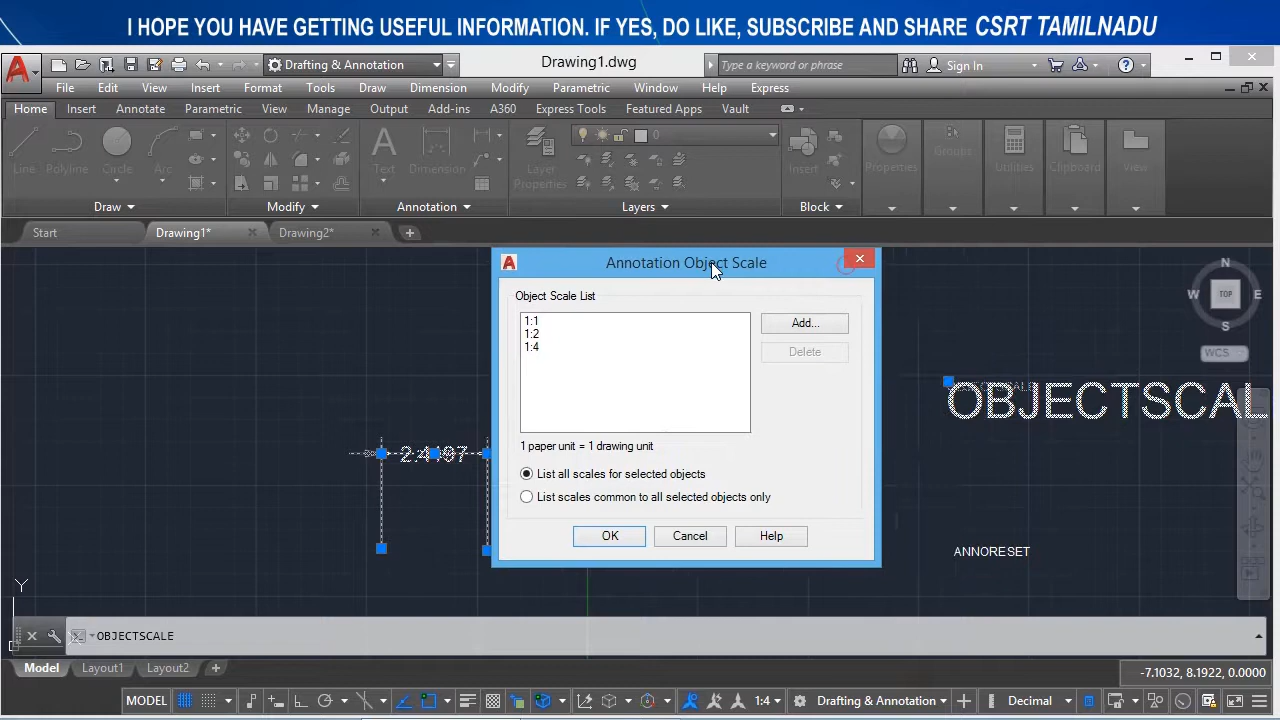 I HOPE YOU HAVE GETTING USEFUL INFORMATION. IF YES, DO LIKE, SUBSCRIBE AND SHARE CSRT TAMILNADU
Drafting & Annotation
Drawing1.dwg
Type a keyword or phrase
Sign In
File Edit View Insert Format Tools Draw Dimension Modify Parametric Window Help Express
Home Insert Annotate Parametric View Manage Output Add-ins A360 Express Tools Featured Apps Vault
0
Line Polyline Circle Arc
Text Dimension
Layer Properties
Insert
Properties Groups Utilities Clipboard View
Draw Modify Annotation Layers Block
Start Drawing1* Drawing2*
Annotation Object Scale
Object Scale List
1:1
1:2
1:4
Add...
Delete
1 paper unit = 1 drawing unit
List all scales for selected objects
List scales common to all selected objects only
OK Cancel Help
N
W TOP E
S
WCS
OBJECTSCAL
ANNORESET
Y
OBJECTSCALE
Model Layout1 Layout2
-7.1032, 8.1922, 0.0000
MODEL
1:4
Drafting & Annotation
Decimal